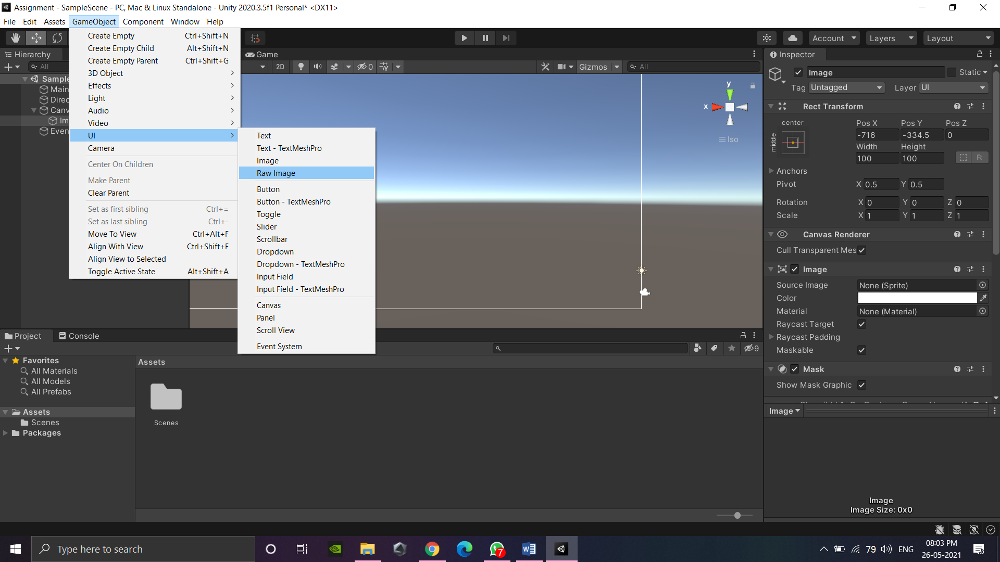 Assignment - SampleScene - PC, Mac & Linux Standalone - Unity 2020.3.5f1 Personal* <DX11>
File Edit Assets GameObject Component Window Help
Account Layers Layout
Hierarchy
All
Sample
Main
Direc
Canv
Im
Even
Create Empty Ctrl+Shift+N
Create Empty Child Alt+Shift+N
Create Empty Parent Ctrl+Shift+G
3D Object
Effects
Light
Audio
Video
UI
Camera
Center On Children
Make Parent
Clear Parent
Set as first sibling Ctrl+=
Set as last sibling Ctrl+-
Move To View Ctrl+Alt+F
Align With View Ctrl+Shift+F
Align View to Selected
Toggle Active State Alt+Shift+A
Text
Text - TextMeshPro
Image
Raw Image
Button
Button - TextMeshPro
Toggle
Slider
Scrollbar
Dropdown
Dropdown - TextMeshPro
Input Field
Input Field - TextMeshPro
Canvas
Panel
Scroll View
Event System
Game
2D 0 Gizmos All
y
x
Iso
Inspector
Image Static
Tag Untagged Layer UI
Rect Transform
center
middle
Pos X Pos Y Pos Z
-716 -334.5 0
Width Height
100 100 R
Anchors
Pivot X 0.5 Y 0.5
Rotation X 0 Y 0 Z 0
Scale X 1 Y 1 Z 1
Canvas Renderer
Cull Transparent Mes
Image
Source Image None (Sprite)
Color
Material None (Material)
Raycast Target
Raycast Padding
Maskable
Mask
Show Mask Graphic
Image
Image
Image Size: 0x0
Project Console
9
Favorites
All Materials
All Models
All Prefabs
Assets
Scenes
Packages
Assets
Scenes
Type here to search
7
79 ENG
08:03 PM
26-05-2021